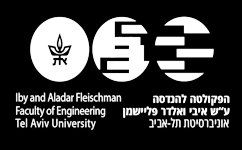 Iby and Aladar Fleischman
Faculty of Engineering
Tel Aviv University
הפקולטה להנדסה
ע"ש איבי ואלדר פליישמן
אוניברסיטת תל-אביב